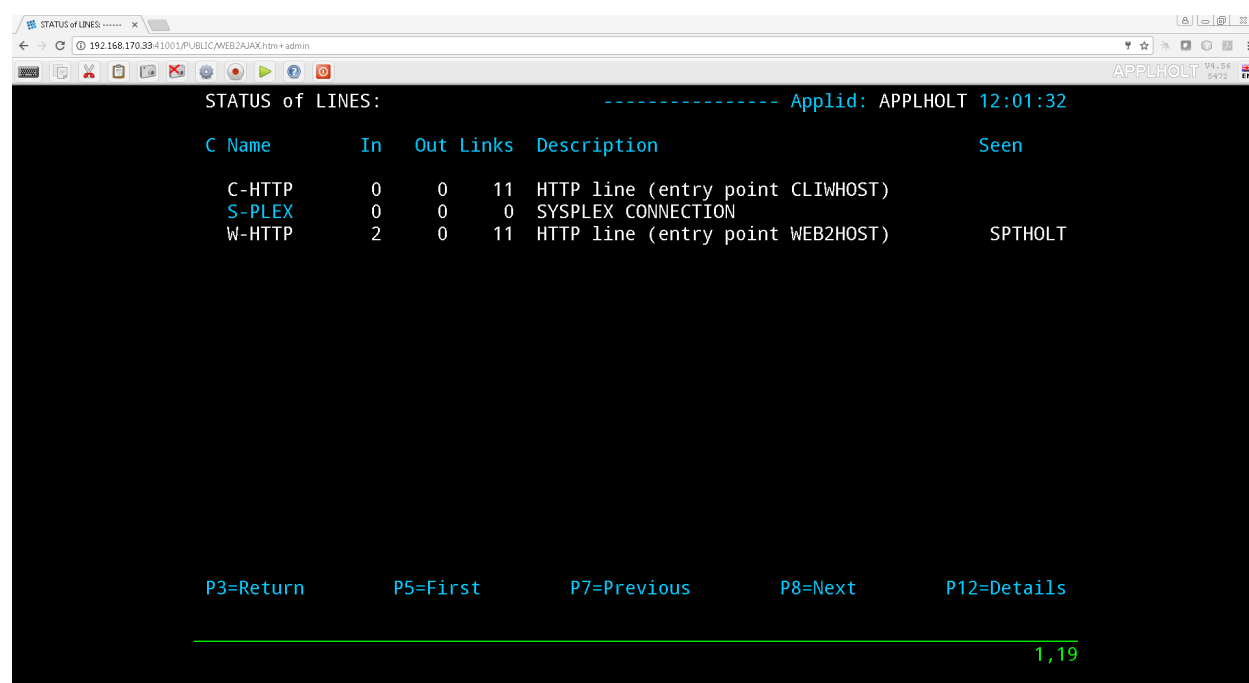 STATUS of LINES: ------ x
192.168.170.33:41001/PUBLIC/WEB2AJAX.htm+admin
APPLHOLT V4.56
5472
STATUS of LINES: ---------------- Applid: APPLHOLT 12:01:32
C Name In Out Links Description Seen
C-HTTP 0 0 11 HTTP line (entry point CLIWHOST)
S-PLEX 0 0 0 SYSPLEX CONNECTION
W-HTTP 2 0 11 HTTP line (entry point WEB2HOST) SPTHOLT
P3=Return P5=First P7=Previous P8=Next P12=Details
1,19